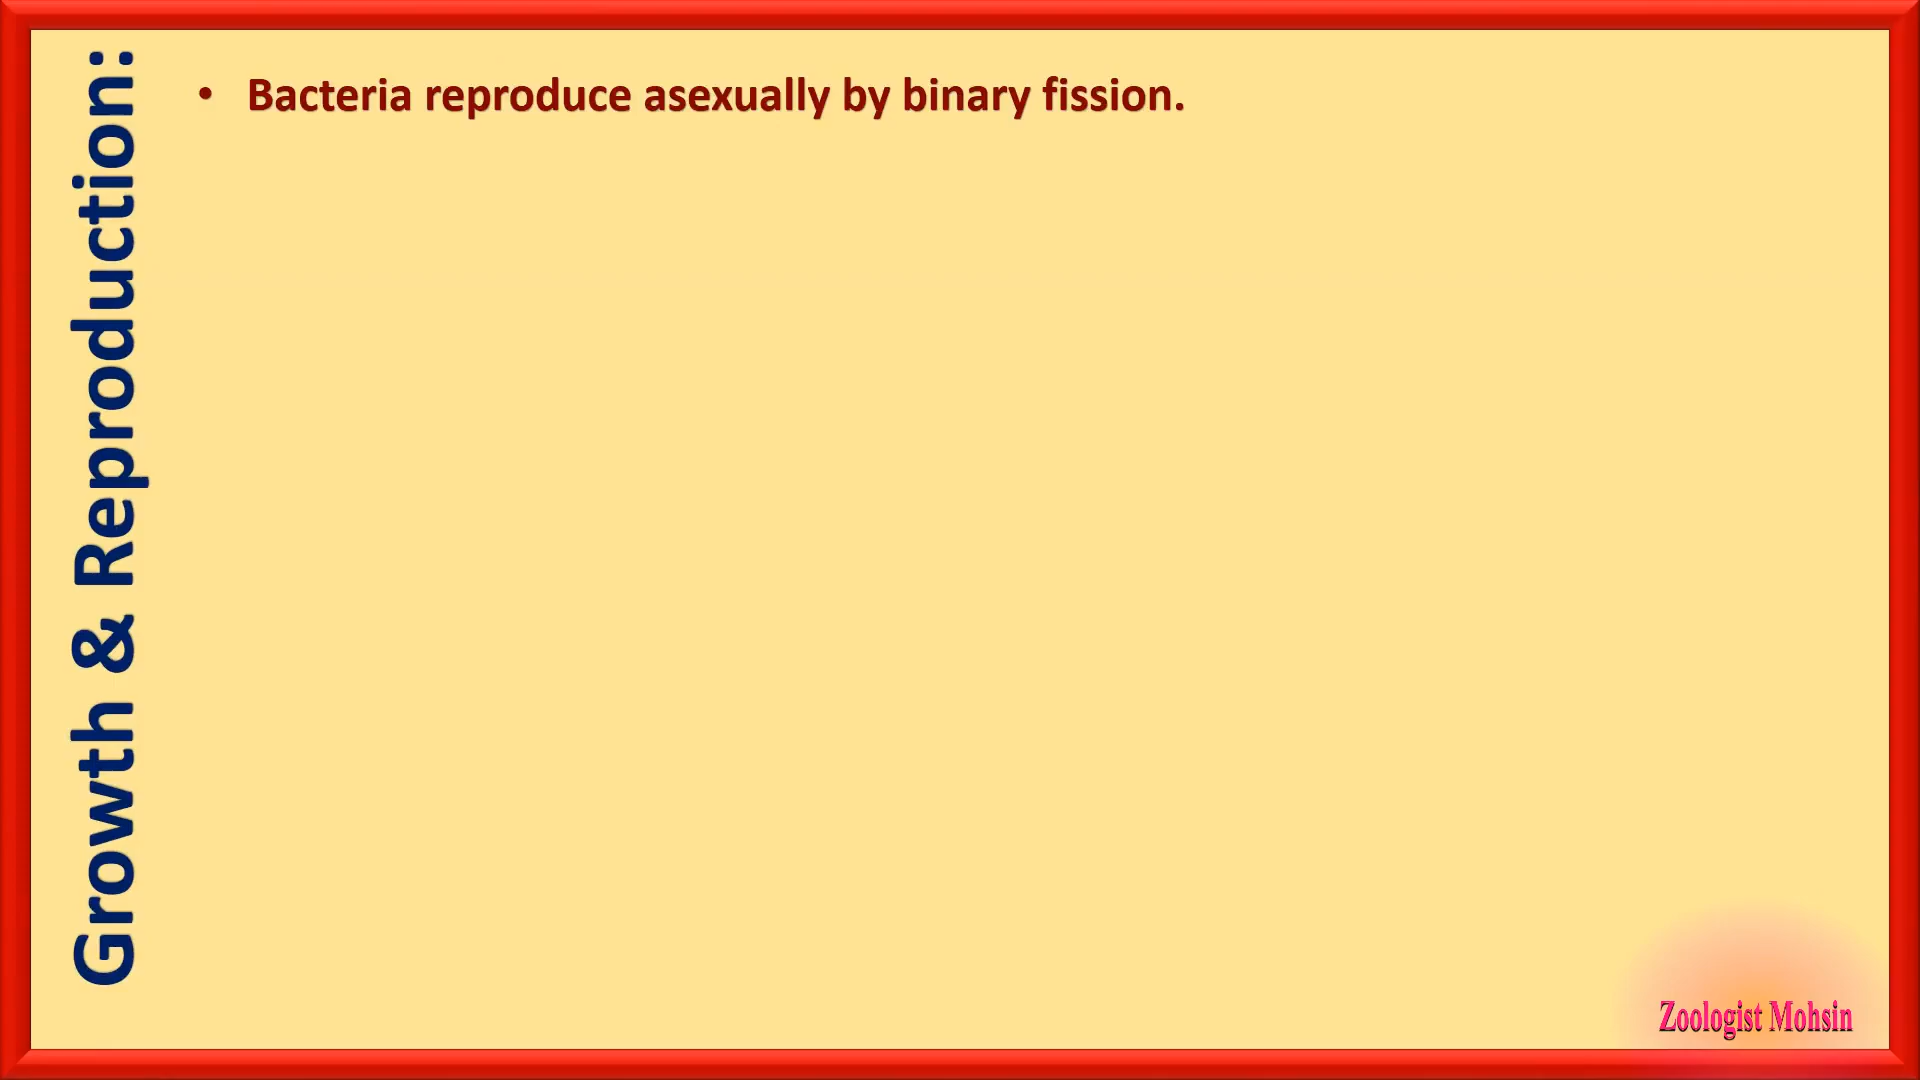 Growth & Reproduction:
• Bacteria reproduce asexually by binary fission.
Zoologist Mohsin